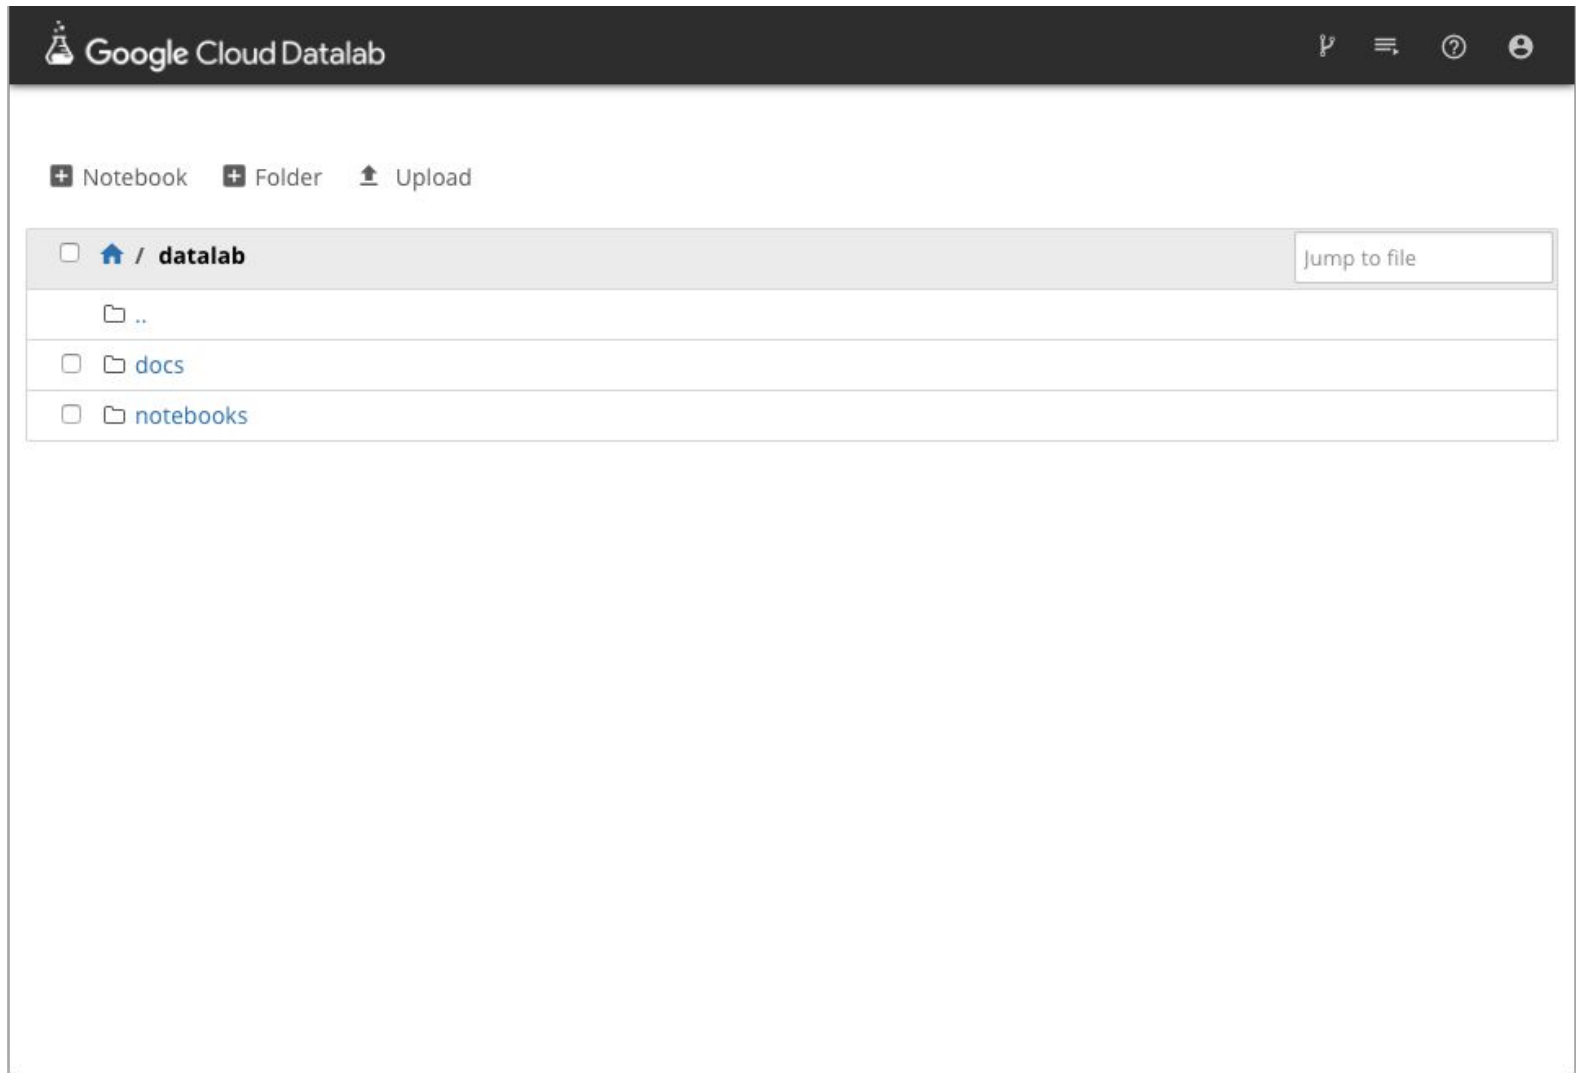 Google Cloud Datalab
Notebook Folder Upload
/ datalab
Jump to file
..
docs
notebooks